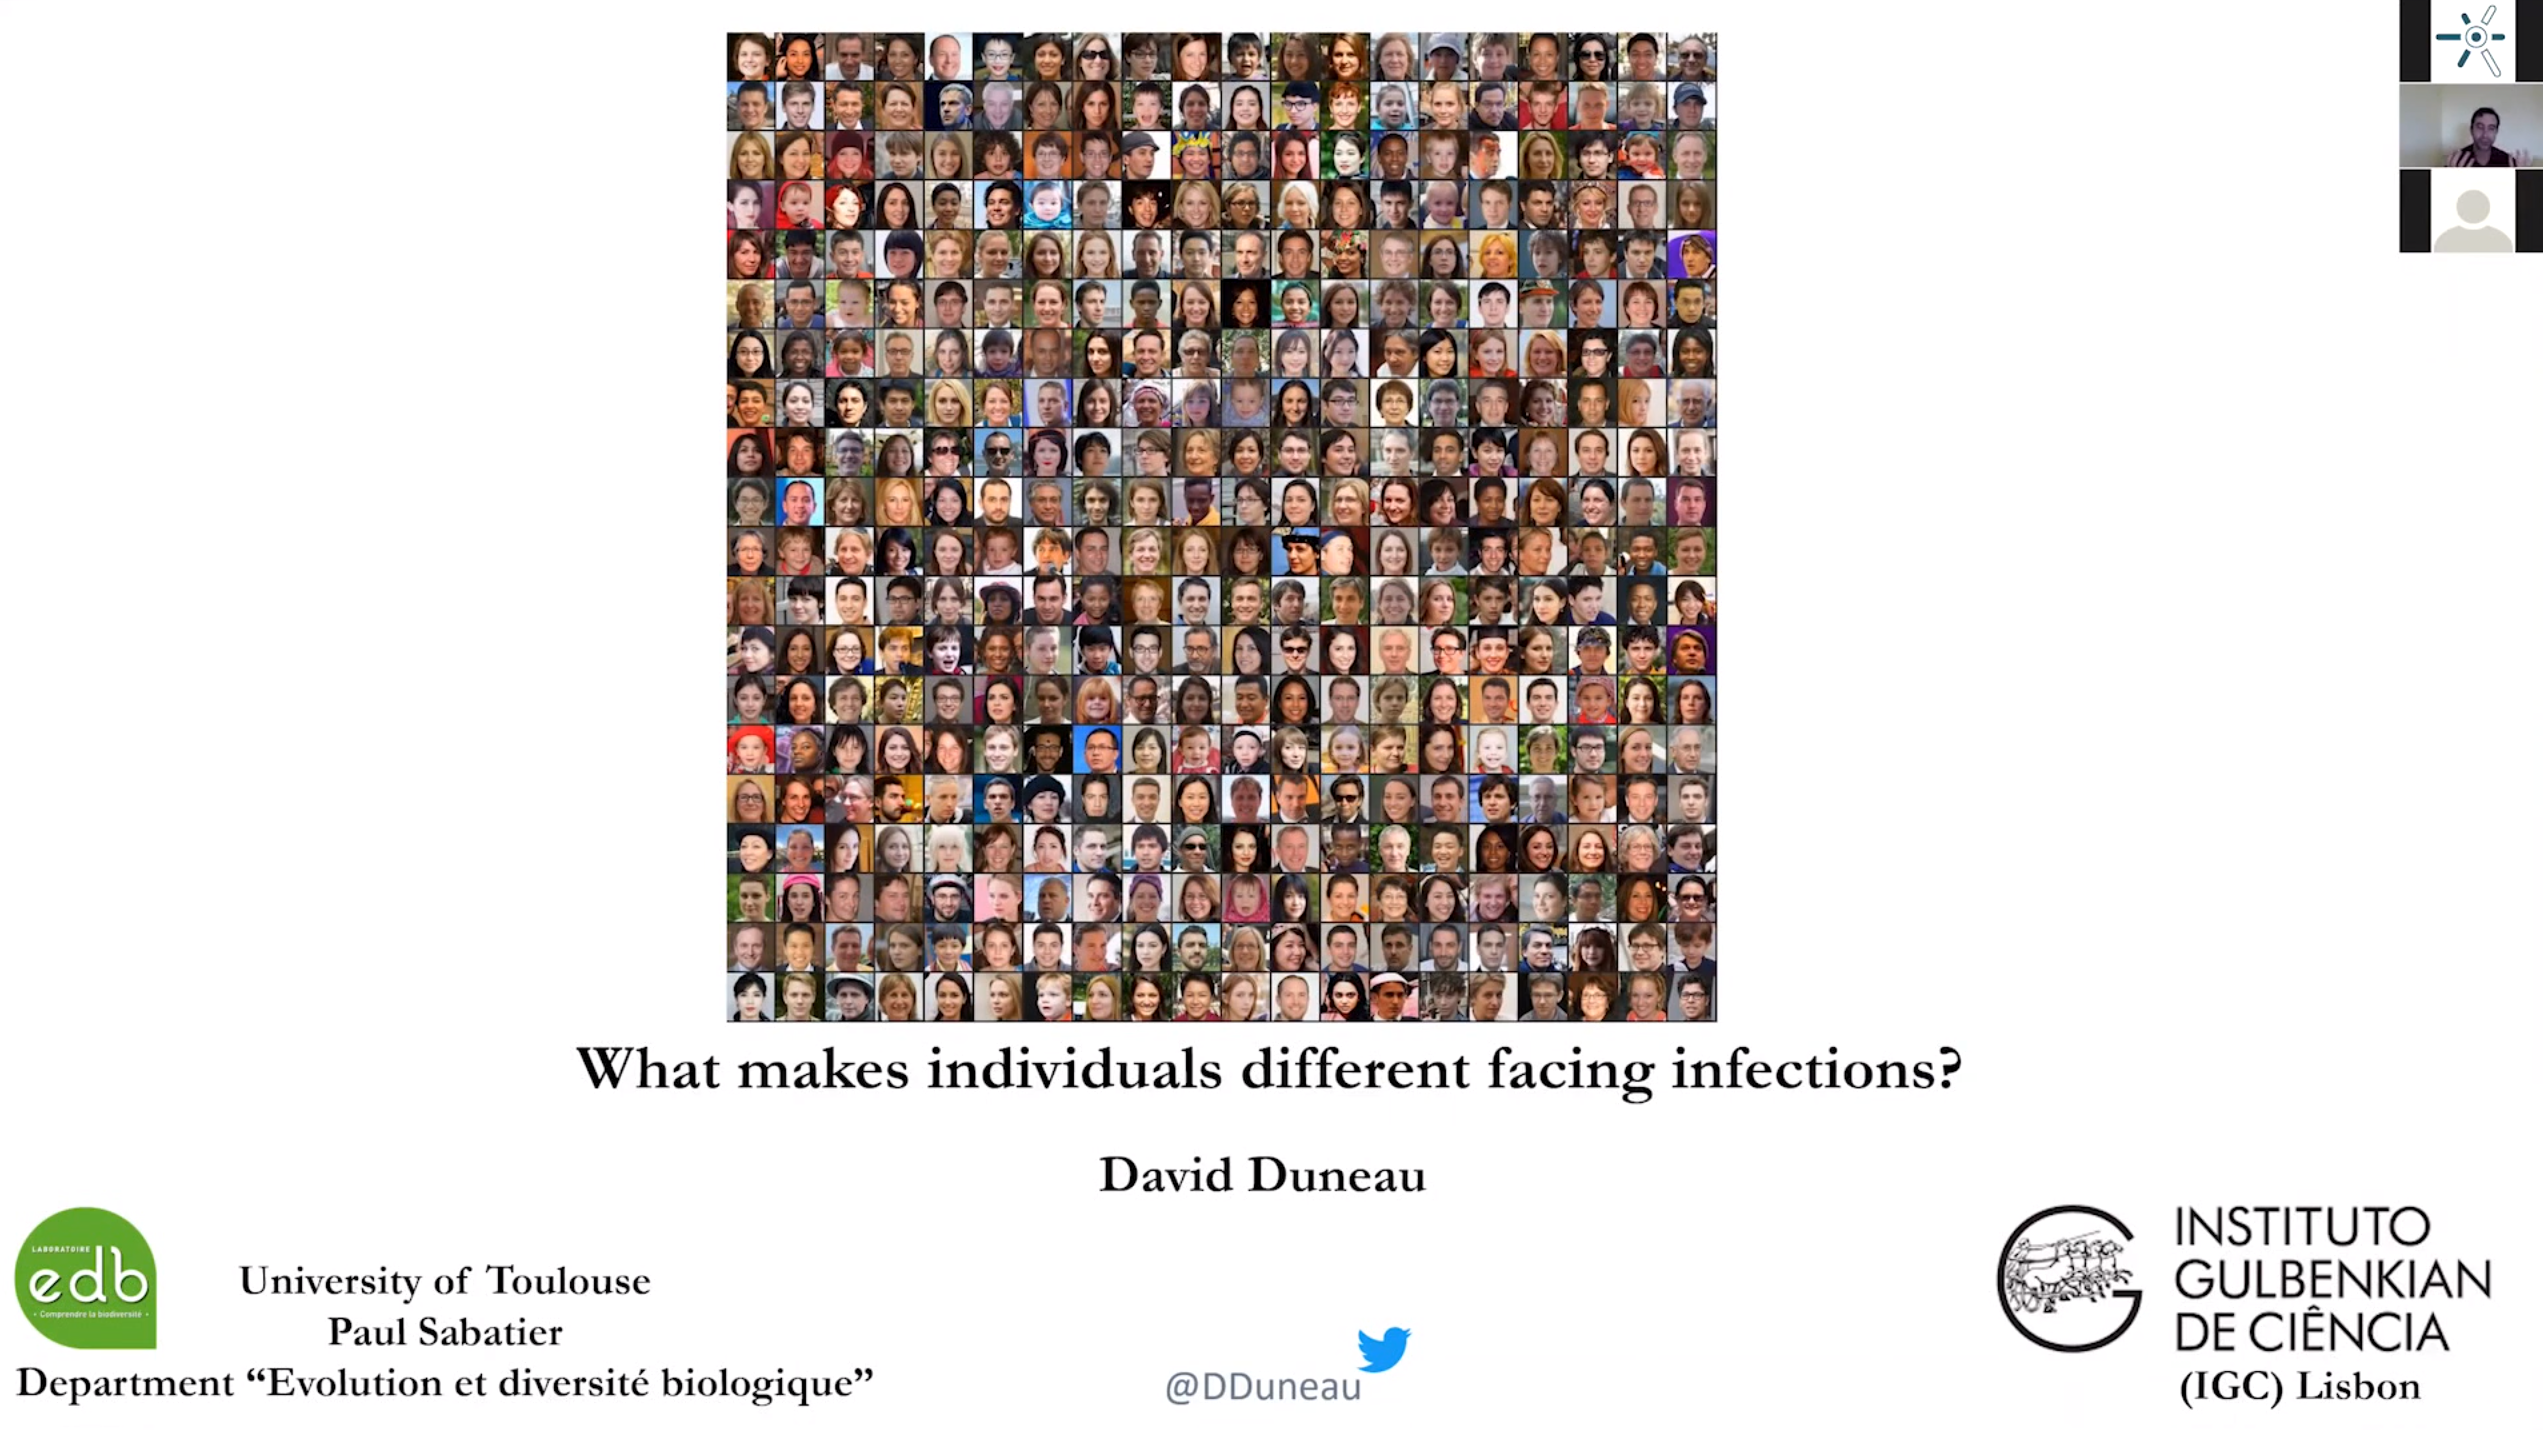 What makes individuals different facing infections?
David Duneau
LABORATOIRE
edb
• Comprendre la biodiversité •
University of Toulouse
Paul Sabatier
Department “Evolution et diversité biologique”
@DDuneau
INSTITUTO
GULBENKIAN
DE CIÊNCIA
(IGC) Lisbon